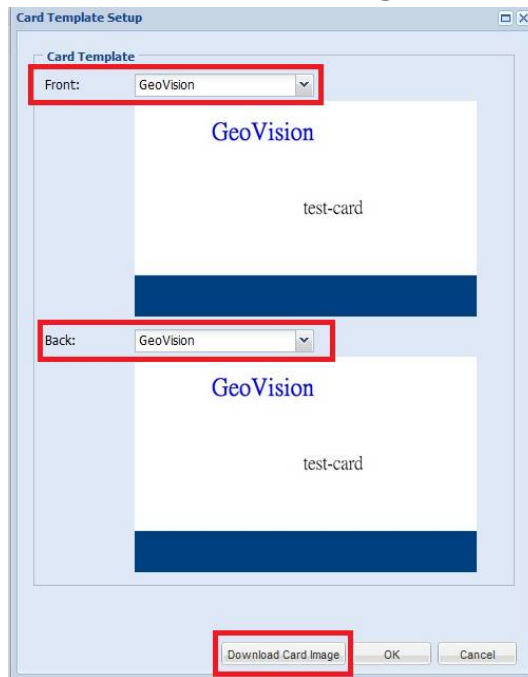 Card Template Setup
Card Template
Front: GeoVision
GeoVision
test-card
Back: GeoVision
GeoVision
test-card
Download Card Image OK Cancel